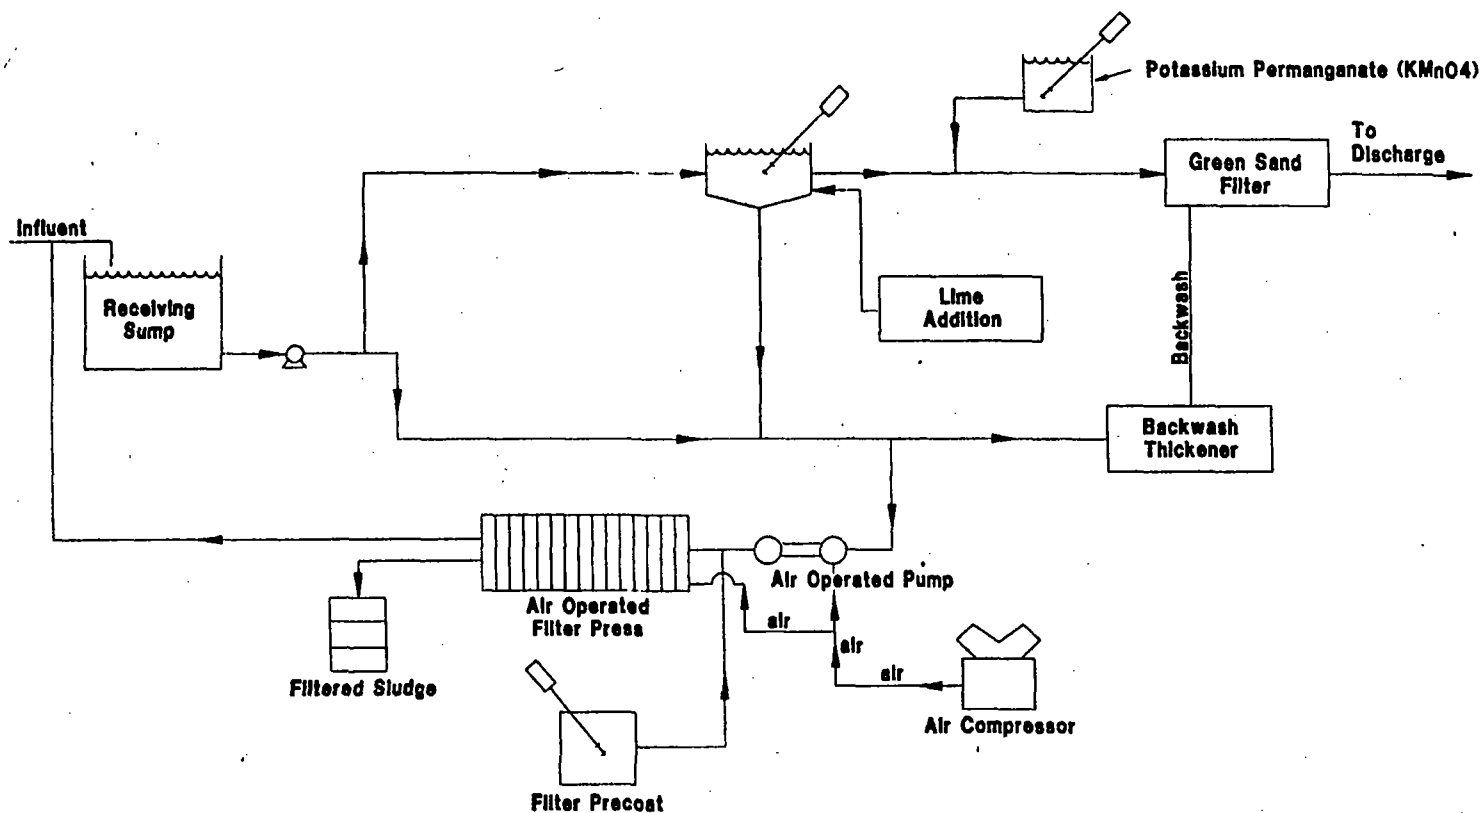 Potassium Permanganate (KMnO4)
To
Discharge
Green Sand
Filter
Influent
Receiving
Sump
Lime
Addition
Backwash
Backwash
Thickener
Air Operated Pump
Air Operated
Filter Press
air
air
air
Filtered Sludge
Air Compressor
Filter Precoat